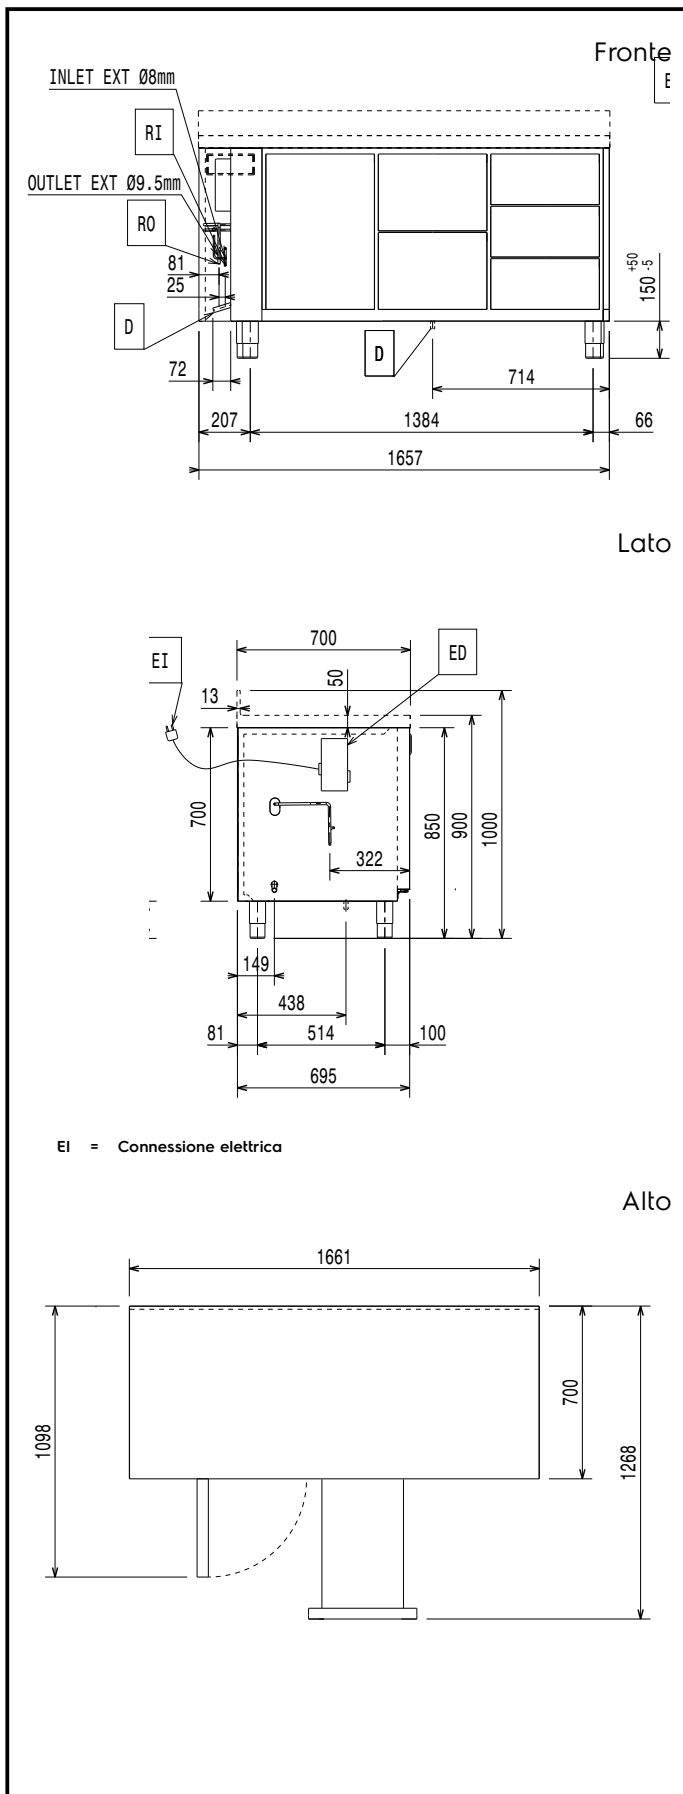 Fronte
INLET EXT Ø8mm
E
RI
OUTLET EXT Ø9.5mm
RO
81
25
150 +50 -5
D
D
72
714
207
1384
66
1657
Lato
700
ED
EI
50
13
700
850
900
1000
322
149
438
81
514
100
695
EI = Connessione elettrica
Alto
1661
1098
700
1268